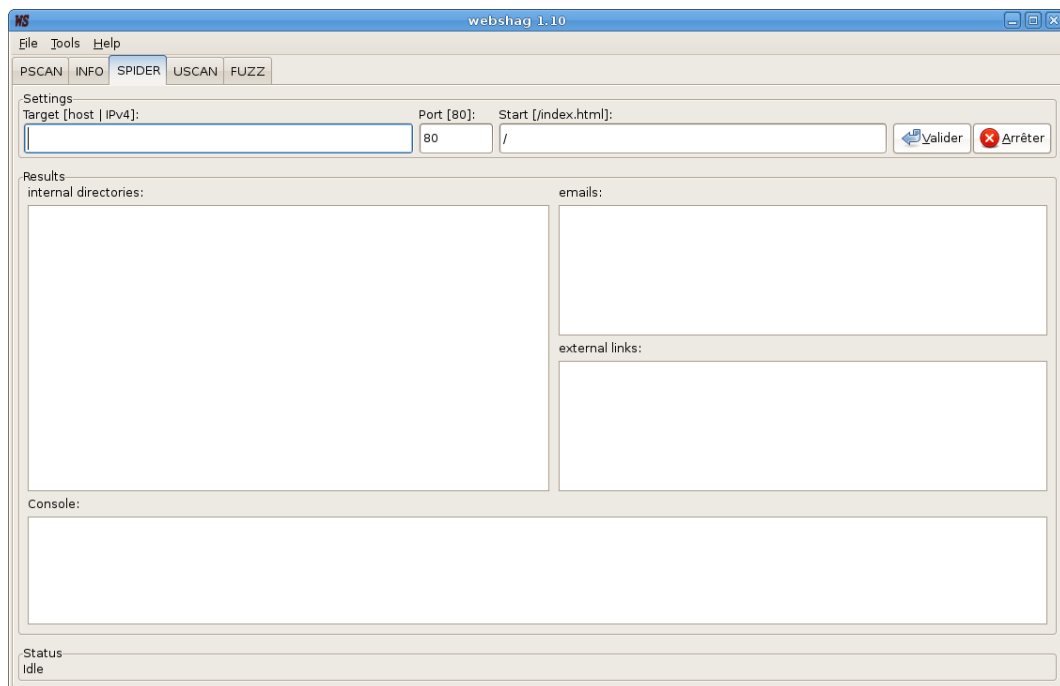 WS webshag 1.10
File Tools Help
PSCAN INFO SPIDER USCAN FUZZ
Settings
Target [host | IPv4]: Port [80]: Start [/index.html]:
80 / Valider Arrêter
Results
internal directories: emails:
external links:
Console:
Status
Idle